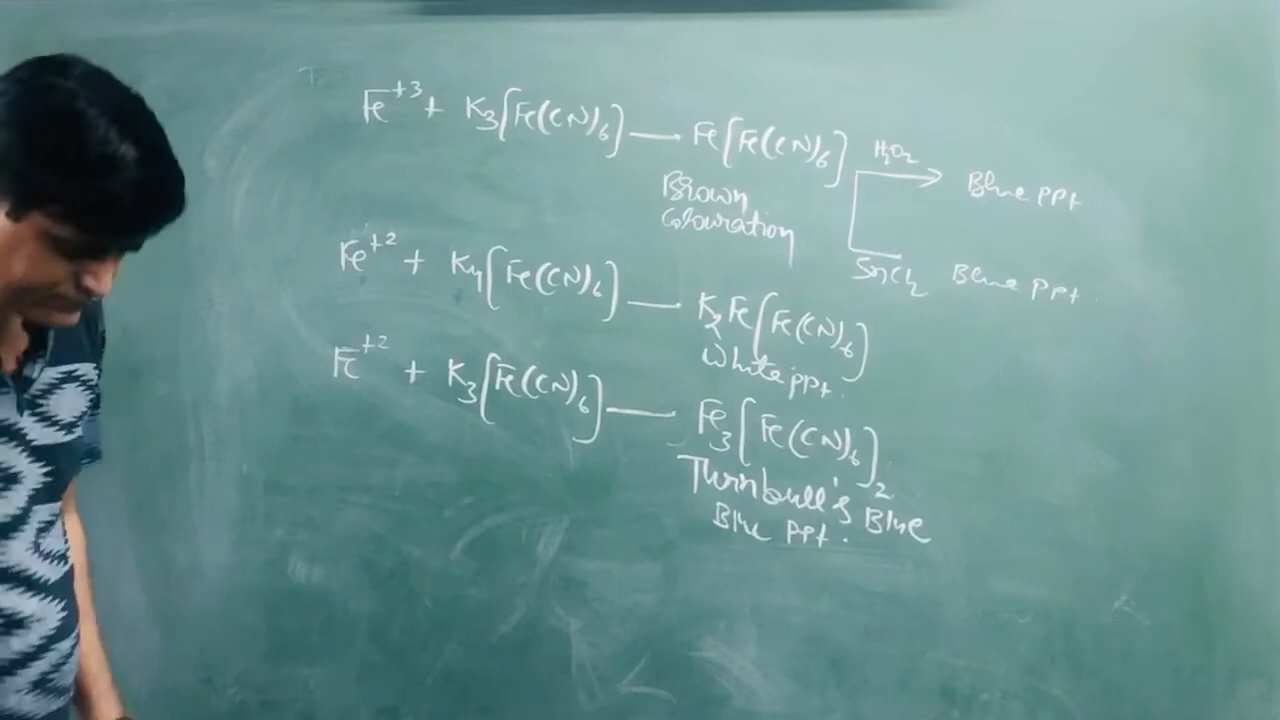 Fe+3 + K3[Fe(CN)6] — Fe[Fe(CN)6] H2O2 → Blue ppt
Brown
Colouration
SnCl2 Blue ppt.
Fe+2 + K4[Fe(CN)6] — K2Fe[Fe(CN)6]
White ppt.
Fe+2 + K3[Fe(CN)6] — Fe3[Fe(CN)6]2
Thurnbull's Blue
Blue ppt.